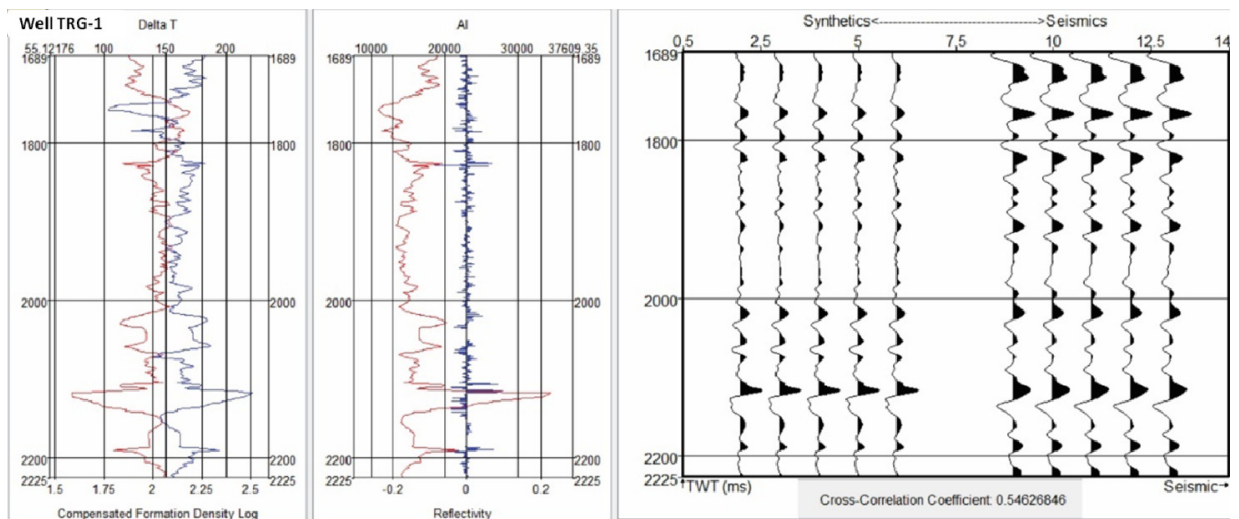 Well TRG-1
Delta T
55.12176 100 150 200
1689 1689
1800 1800
2000 2000
2200 2200
2225 2225
1.5 1.75 2 2.25 2.5
Compensated Formation Density Log
AI
10000 20000 30000 37609.35
1689 1689
1800 1800
2000 2000
2200 2200
2225 2225
-0.2 0 0.2
Reflectivity
Synthetics<-------------------------->Seismics
0.5 2.5 5 7.5 10.0 12.5 14
1689
1800
2000
2200
2225
↑TWT (ms) Seismic→
Cross-Correlation Coefficient: 0.54626846